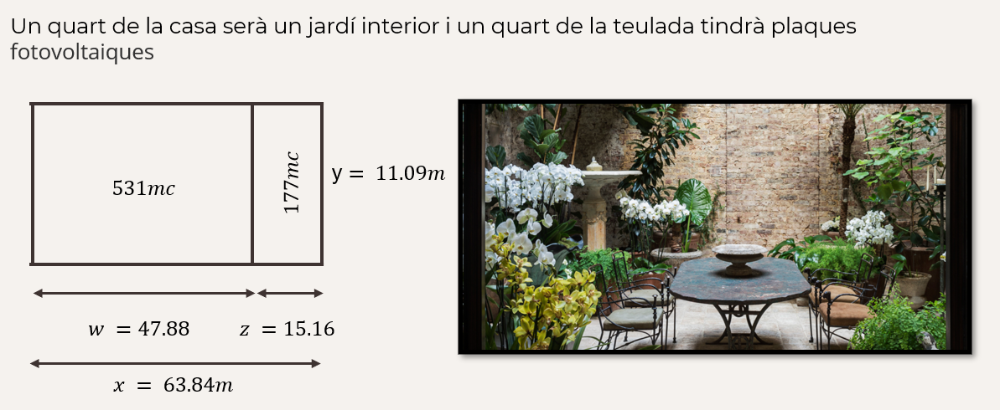 Un quart de la casa serà un jardí interior i un quart de la teulada tindrà plaques
fotovoltaiques
531mc
177mc
y = 11.09m
w = 47.88
z = 15.16
x = 63.84m